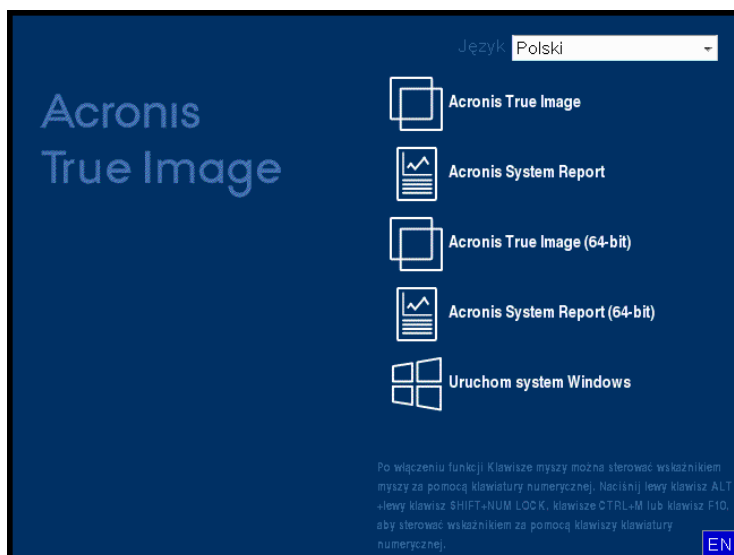 Język Polski
Acronis
True Image
Acronis True Image
Acronis System Report
Acronis True Image (64-bit)
Acronis System Report (64-bit)
Uruchom system Windows
Po włączeniu funkcji Klawisze myszy można sterować wskaźnikiem
myszy za pomocą klawiatury numerycznej. Naciśnij lewy klawisz ALT
+lewy klawisz SHIFT+NUM LOCK, klawisze CTRL+M lub klawisz F10,
aby sterować wskaźnikiem za pomocą klawiszy klawiatury
numerycznej.
EN